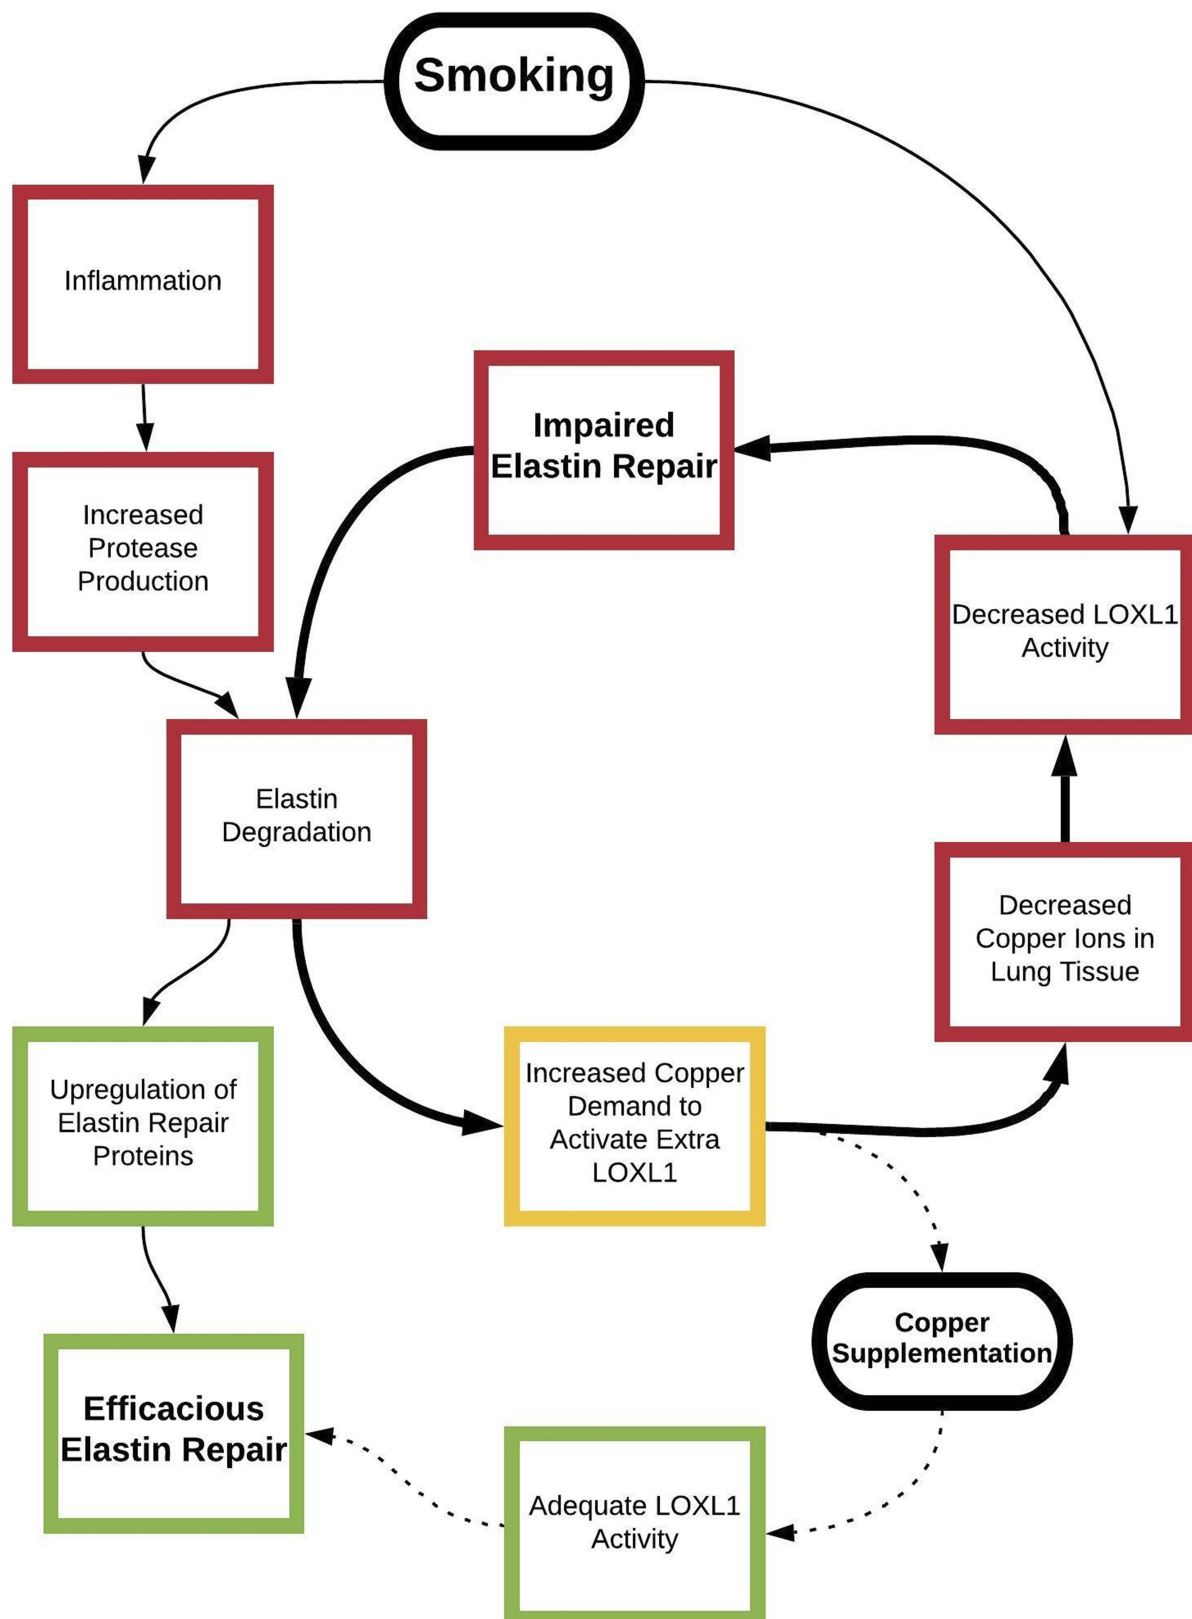 Smoking
Inflammation
Impaired
Elastin Repair
Increased
Protease
Production
Decreased LOXL1
Activity
Elastin
Degradation
Decreased
Copper Ions in
Lung Tissue
Upregulation of
Elastin Repair
Proteins
Increased Copper
Demand to
Activate Extra
LOXL1
Copper
Supplementation
Efficacious
Elastin Repair
Adequate LOXL1
Activity